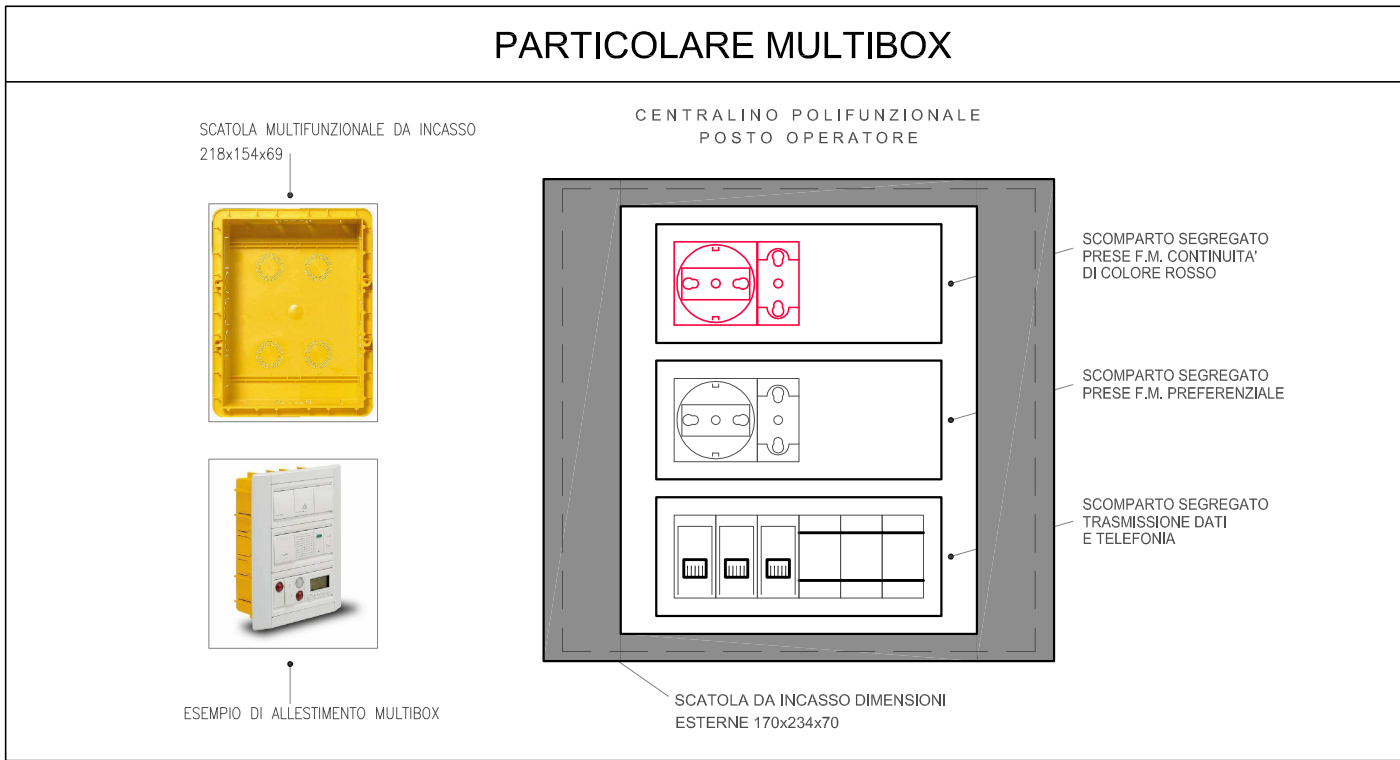 PARTICOLARE MULTIBOX
SCATOLA MULTIFUNZIONALE DA INCASSO
218x154x69
ESEMPIO DI ALLESTIMENTO MULTIBOX
CENTRALINO POLIFUNZIONALE
POSTO OPERATORE
SCOMPARTO SEGREGATO
PRESE F.M. CONTINUITA'
DI COLORE ROSSO
SCOMPARTO SEGREGATO
PRESE F.M. PREFERENZIALE
SCOMPARTO SEGREGATO
TRASMISSIONE DATI
E TELEFONIA
SCATOLA DA INCASSO DIMENSIONI
ESTERNE 170x234x70